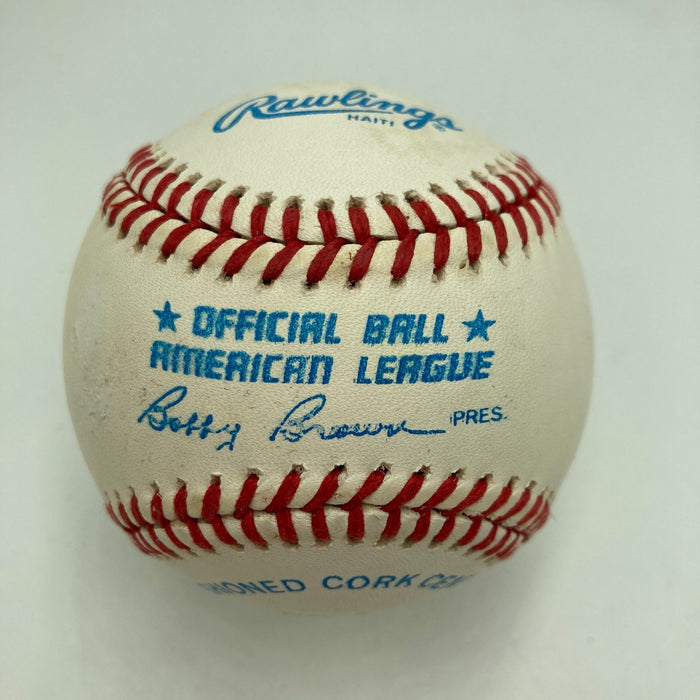 Rawlings®
HAITI
★ OFFICIAL BALL ★
AMERICAN LEAGUE
Bobby Brown PRES.
CORK